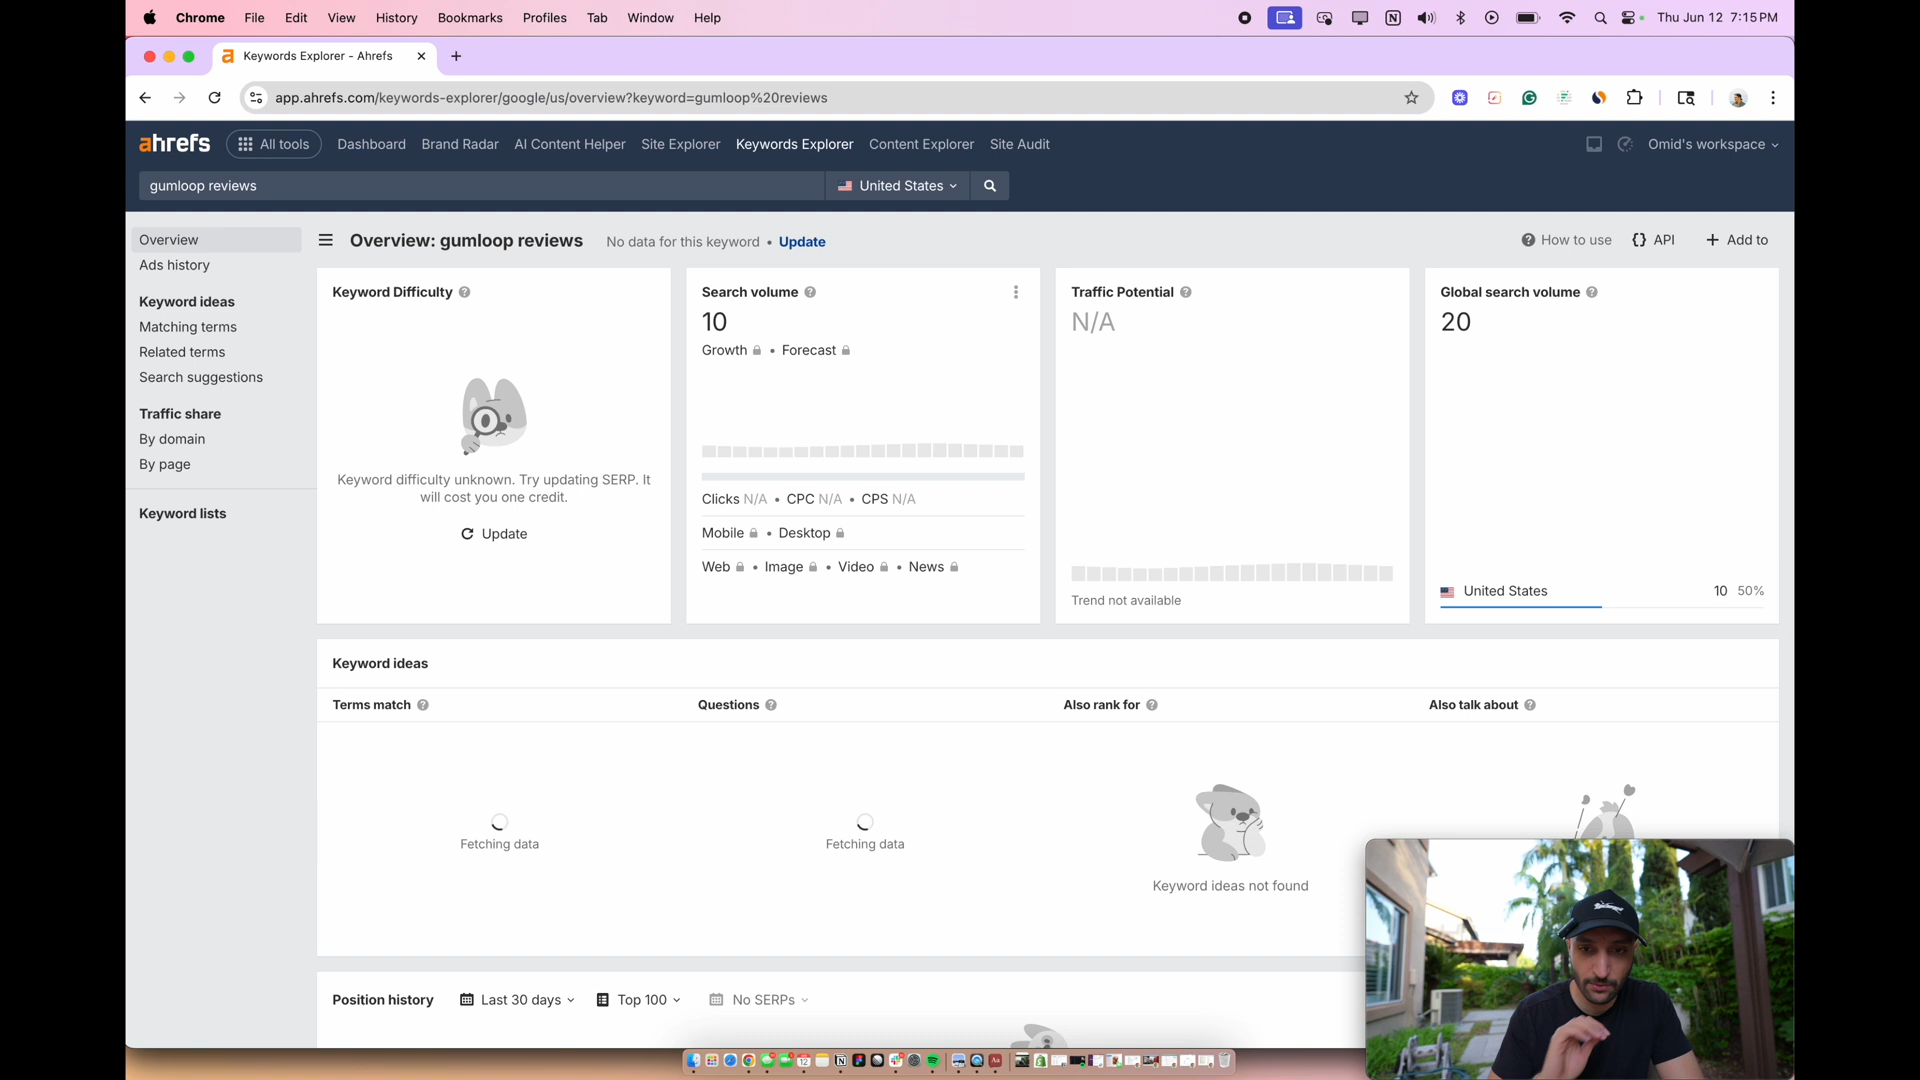 Chrome File Edit View History Bookmarks Profiles Tab Window Help Thu Jun 12 7:15 PM
Keywords Explorer - Ahrefs
app.ahrefs.com/keywords-explorer/google/us/overview?keyword=gumloop%20reviews
ahrefs All tools Dashboard Brand Radar AI Content Helper Site Explorer Keywords Explorer Content Explorer Site Audit Omid's workspace
gumloop reviews United States
Overview
Ads history
Keyword ideas
Matching terms
Related terms
Search suggestions
Traffic share
By domain
By page
Keyword lists
Overview: gumloop reviews No data for this keyword • Update How to use {} API + Add to
Keyword Difficulty
Keyword difficulty unknown. Try updating SERP. It
will cost you one credit.
Update
Search volume
10
Growth • Forecast
Clicks N/A • CPC N/A • CPS N/A
Mobile • Desktop
Web • Image • Video • News
Traffic Potential
N/A
Trend not available
Global search volume
20
United States 10 50%
Keyword ideas
Terms match Questions Also rank for Also talk about
Fetching data Fetching data
Keyword ideas not found
Position history Last 30 days Top 100 No SERPs